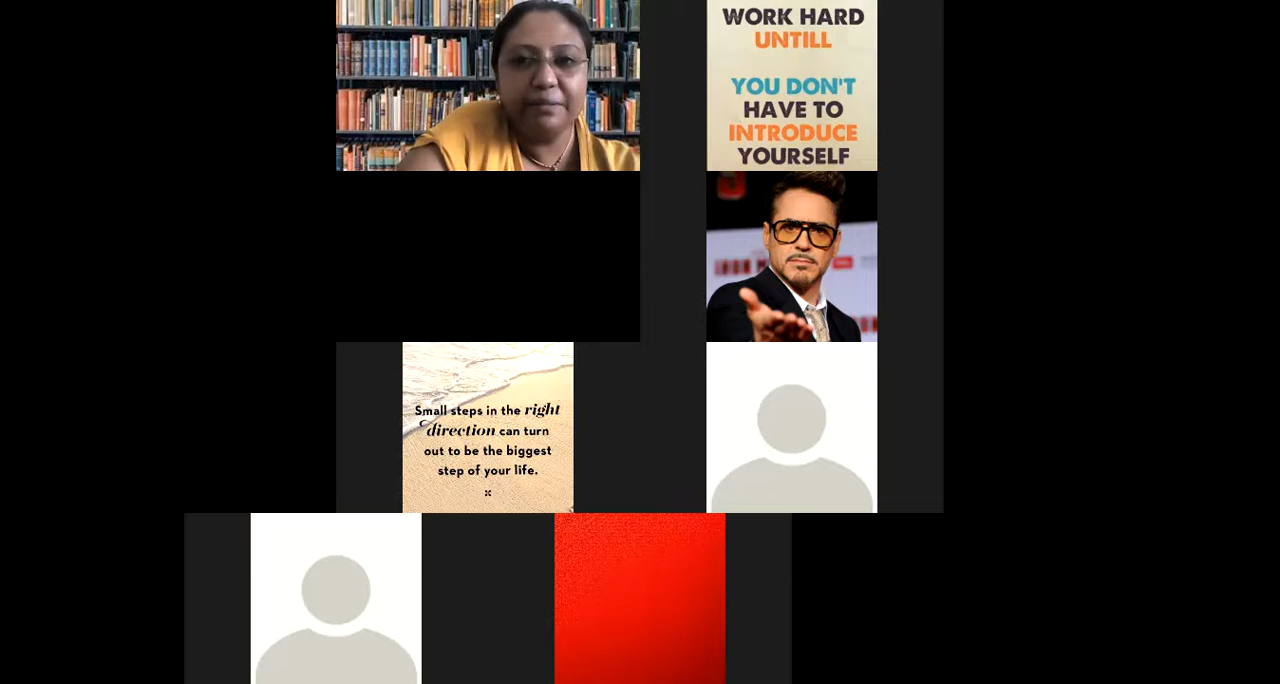 WORK HARD
UNTILL
YOU DON'T
HAVE TO
INTRODUCE
YOURSELF
Small steps in the right
direction can turn
out to be the biggest
step of your life.